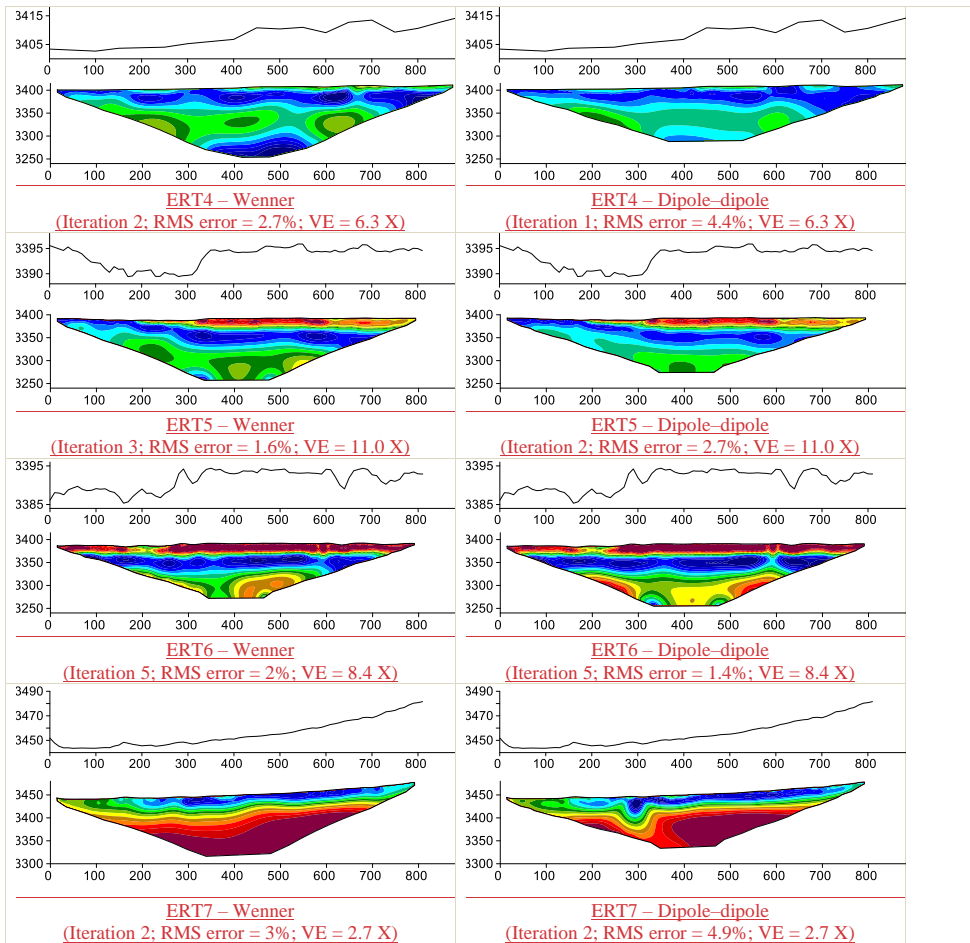 3415
3405
0 100 200 300 400 500 600 700 800
3400
3350
3300
3250
0 100 200 300 400 500 600 700 800
ERT4 – Wenner
(Iteration 2; RMS error = 2.7%; VE = 6.3 X)
3415
3405
0 100 200 300 400 500 600 700 800
3400
3350
3300
3250
0 100 200 300 400 500 600 700 800
ERT4 – Dipole–dipole
(Iteration 1; RMS error = 4.4%; VE = 6.3 X)
3395
3390
0 100 200 300 400 500 600 700 800
3400
3350
3300
3250
0 100 200 300 400 500 600 700 800
ERT5 – Wenner
(Iteration 3; RMS error = 1.6%; VE = 11.0 X)
3395
3390
0 100 200 300 400 500 600 700 800
3400
3350
3300
3250
0 100 200 300 400 500 600 700 800
ERT5 – Dipole–dipole
(Iteration 2; RMS error = 2.7%; VE = 11.0 X)
3395
3385
0 100 200 300 400 500 600 700 800
3400
3350
3300
3250
0 100 200 300 400 500 600 700 800
ERT6 – Wenner
(Iteration 5; RMS error = 2%; VE = 8.4 X)
3395
3385
0 100 200 300 400 500 600 700 800
3400
3350
3300
3250
0 100 200 300 400 500 600 700 800
ERT6 – Dipole–dipole
(Iteration 5; RMS error = 1.4%; VE = 8.4 X)
3490
3470
3450
0 100 200 300 400 500 600 700 800
3450
3400
3350
3300
0 100 200 300 400 500 600 700 800
ERT7 – Wenner
(Iteration 2; RMS error = 3%; VE = 2.7 X)
3490
3470
3450
0 100 200 300 400 500 600 700 800
3450
3400
3350
3300
0 100 200 300 400 500 600 700 800
ERT7 – Dipole–dipole
(Iteration 2; RMS error = 4.9%; VE = 2.7 X)